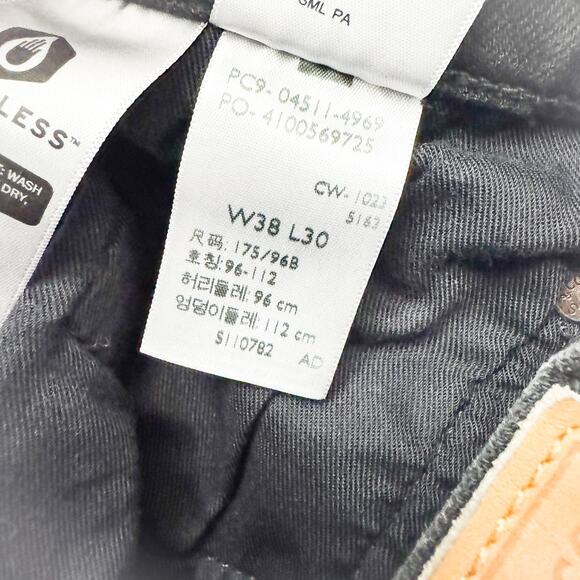 SML PA
LESS™
WASH
DRY.
PC9- 04511-4969
PO- 4100569725
CW- 1023
5163
W38 L30
尺码: 175/96B
호칭: 96-112
허리둘레: 96 cm
엉덩이둘레: 112 cm
S110782
AD